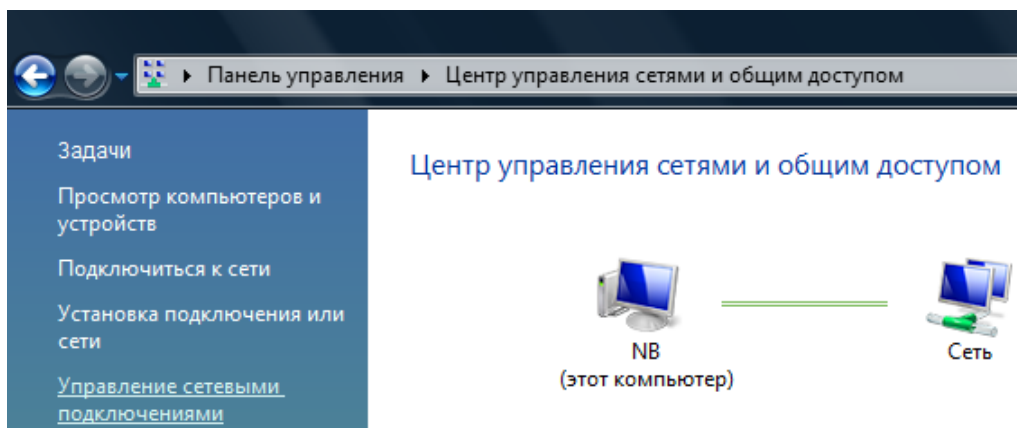 Панель управления ▸ Центр управления сетями и общим доступом
Задачи
Просмотр компьютеров и
устройств
Подключиться к сети
Установка подключения или
сети
Управление сетевыми
подключениями
Центр управления сетями и общим доступом
NB
(этот компьютер)
Сеть